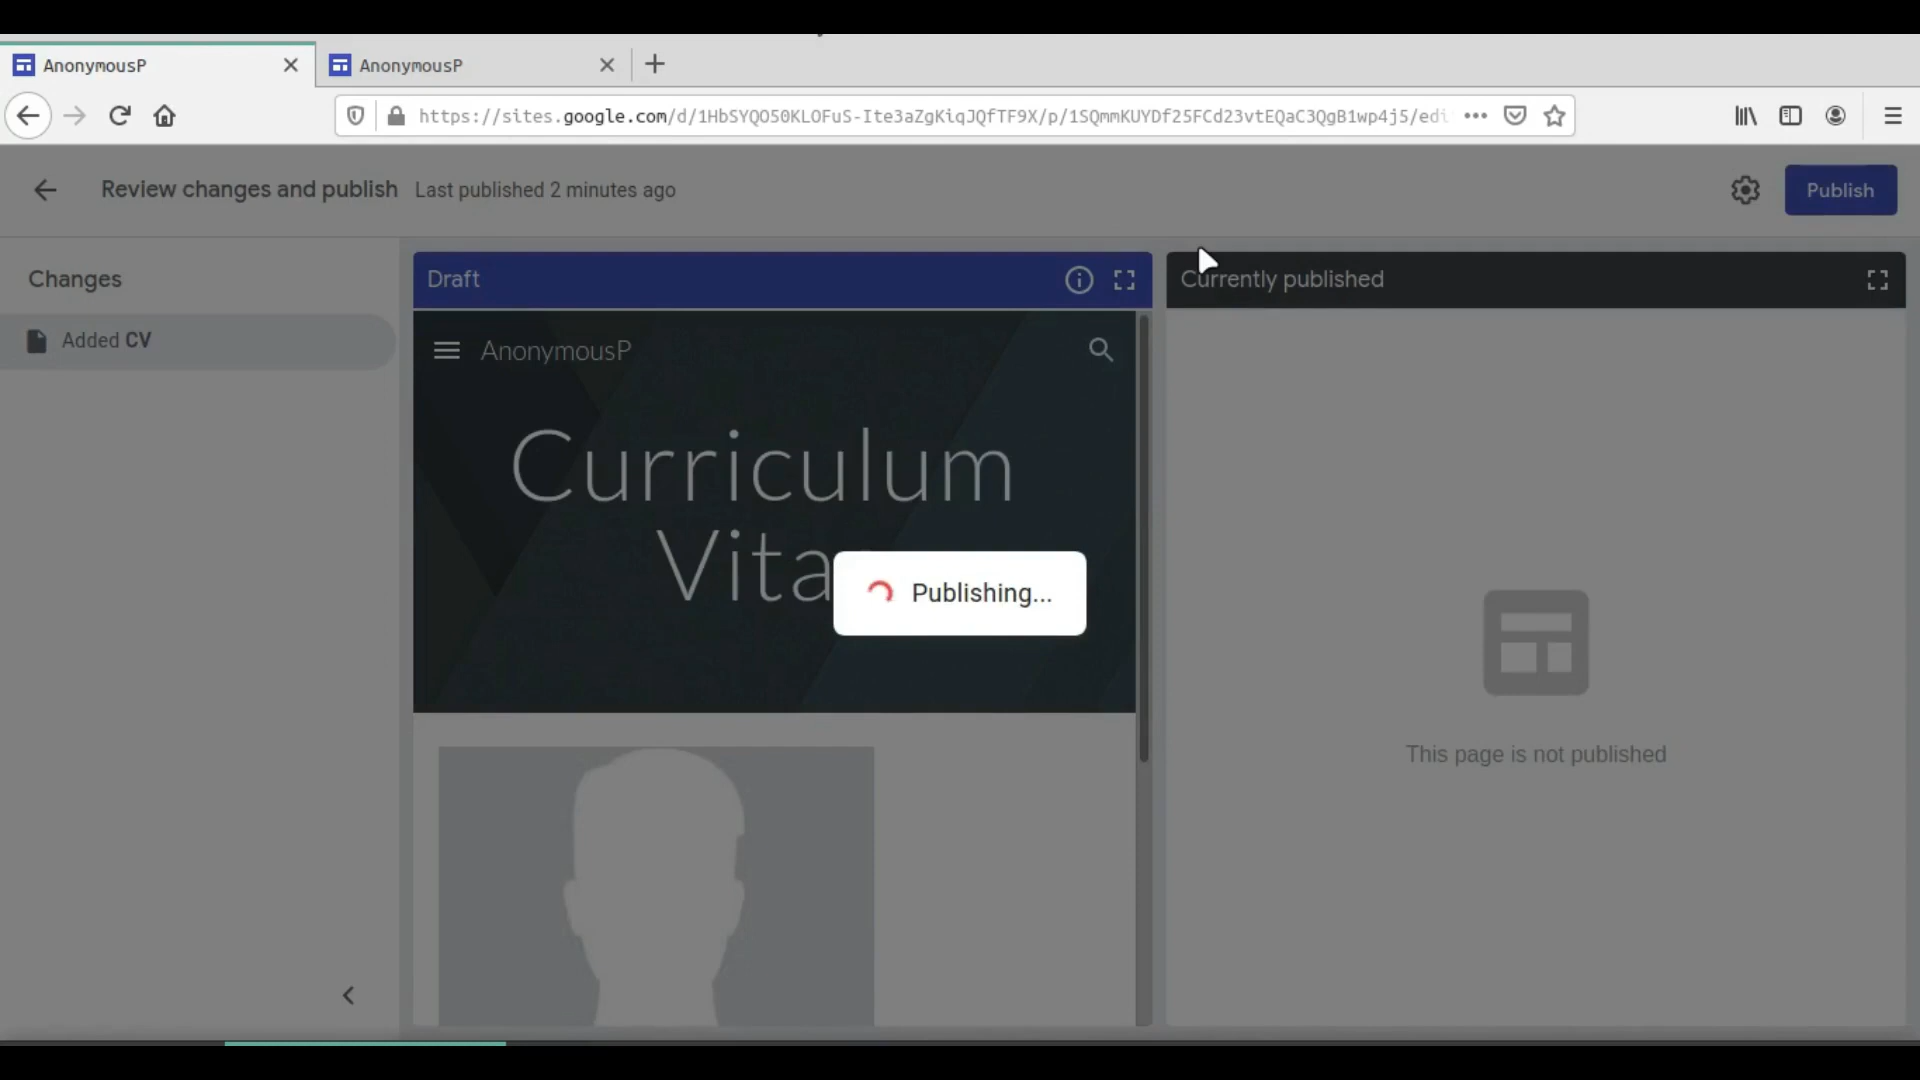 AnonymousP
AnonymousP
https://sites.google.com/d/1HbSYQO50KLOFuS-Ite3aZgKiqJQfTF9X/p/1SQmmKUYDf25FCd23vtEQaC3QgB1wp4j5/edi
Review changes and publish Last published 2 minutes ago
Publish
Changes
Added CV
Draft
Currently published
AnonymousP
Curriculum
Vita
Publishing...
This page is not published